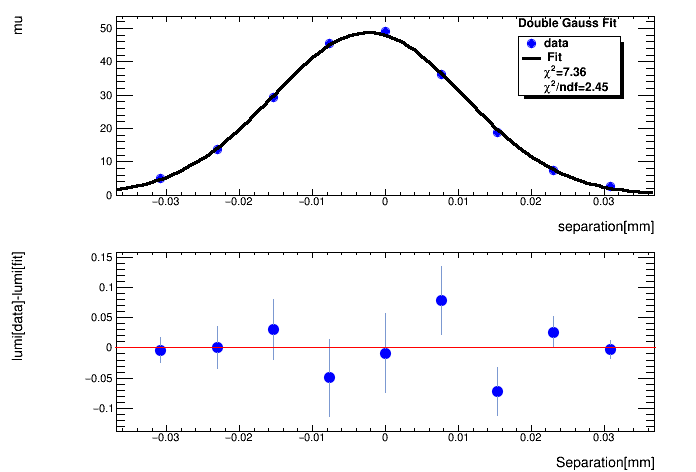 mu
Double Gauss Fit
data
Fit
χ²=7.36
χ²/ndf=2.45
50
40
30
20
10
0
−0.03 −0.02 −0.01 0 0.01 0.02 0.03
separation[mm]
lumi[data]-lumi[fit]
0.15
0.1
0.05
0
−0.05
−0.1
−0.03 −0.02 −0.01 0 0.01 0.02 0.03
Separation[mm]